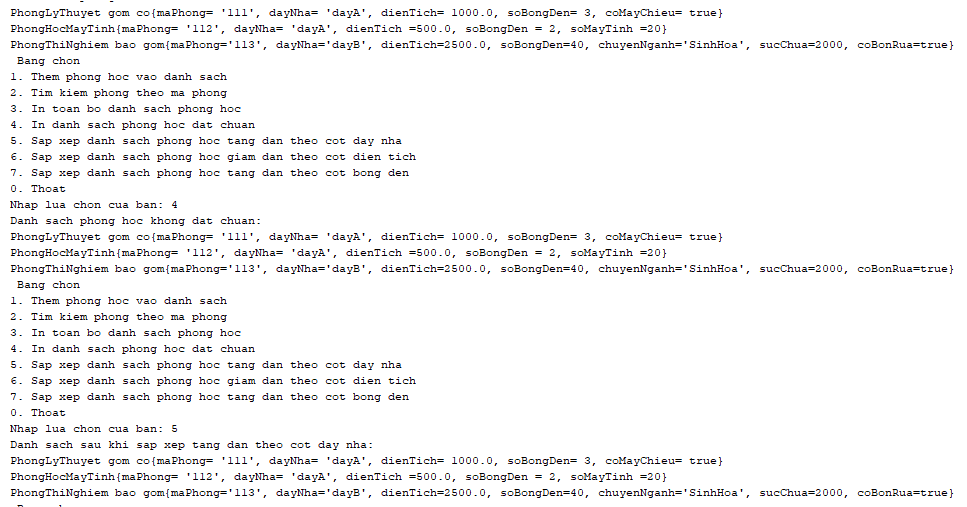 PhongLyThuyet gom co{maPhong= '111', dayNha= 'dayA', dienTich= 1000.0, soBongDen= 3, coMayChieu= true}
PhongHocMayTinh{maPhong= '112', dayNha= 'dayA', dienTich =500.0, soBongDen = 2, soMayTinh =20}
PhongThiNghiem bao gom{maPhong='113', dayNha='dayB', dienTich=2500.0, soBongDen=40, chuyenNganh='SinhHoa', sucChua=2000, coBonRua=true}
Bang chon
1. Them phong hoc vao danh sach
2. Tim kiem phong theo ma phong
3. In toan bo danh sach phong hoc
4. In danh sach phong hoc dat chuan
5. Sap xep danh sach phong hoc tang dan theo cot day nha
6. Sap xep danh sach phong hoc giam dan theo cot dien tich
7. Sap xep danh sach phong hoc tang dan theo cot bong den
0. Thoat
Nhap lua chon cua ban: 4
Danh sach phong hoc khong dat chuan:
PhongLyThuyet gom co{maPhong= '111', dayNha= 'dayA', dienTich= 1000.0, soBongDen= 3, coMayChieu= true}
PhongHocMayTinh{maPhong= '112', dayNha= 'dayA', dienTich =500.0, soBongDen = 2, soMayTinh =20}
PhongThiNghiem bao gom{maPhong='113', dayNha='dayB', dienTich=2500.0, soBongDen=40, chuyenNganh='SinhHoa', sucChua=2000, coBonRua=true}
Bang chon
1. Them phong hoc vao danh sach
2. Tim kiem phong theo ma phong
3. In toan bo danh sach phong hoc
4. In danh sach phong hoc dat chuan
5. Sap xep danh sach phong hoc tang dan theo cot day nha
6. Sap xep danh sach phong hoc giam dan theo cot dien tich
7. Sap xep danh sach phong hoc tang dan theo cot bong den
0. Thoat
Nhap lua chon cua ban: 5
Danh sach sau khi sap xep tang dan theo cot day nha:
PhongLyThuyet gom co{maPhong= '111', dayNha= 'dayA', dienTich= 1000.0, soBongDen= 3, coMayChieu= true}
PhongHocMayTinh{maPhong= '112', dayNha= 'dayA', dienTich =500.0, soBongDen = 2, soMayTinh =20}
PhongThiNghiem bao gom{maPhong='113', dayNha='dayB', dienTich=2500.0, soBongDen=40, chuyenNganh='SinhHoa', sucChua=2000, coBonRua=true}